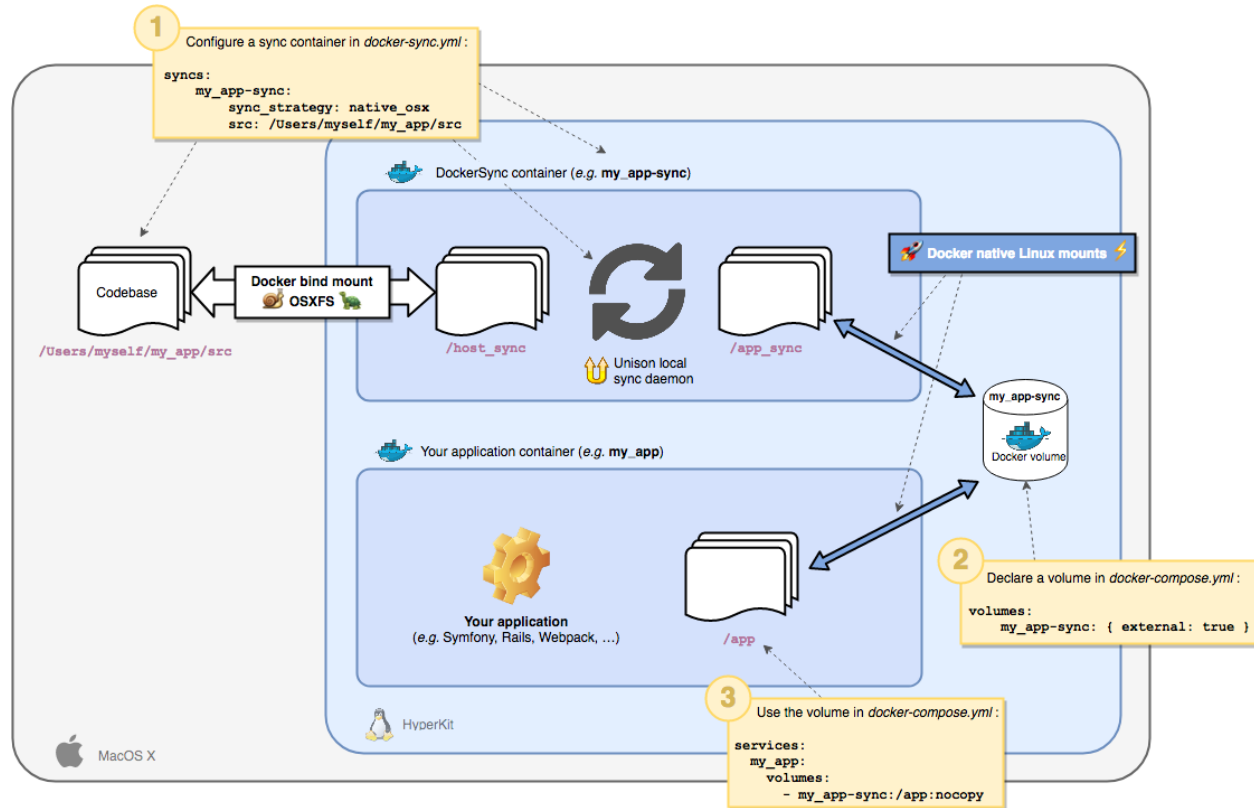 1
Configure a sync container in docker-sync.yml :
syncs:
my_app-sync:
sync_strategy: native_osx
src: /Users/myself/my_app/src
DockerSync container (e.g. my_app-sync)
Docker native Linux mounts
Codebase
Docker bind mount
OSXFS
/Users/myself/my_app/src
/host_sync
Unison local
sync daemon
/app_sync
my_app-sync
Docker volume
Your application container (e.g. my_app)
Your application
(e.g. Symfony, Rails, Webpack, …)
/app
2
Declare a volume in docker-compose.yml :
volumes:
my_app-sync: { external: true }
3
Use the volume in docker-compose.yml :
services:
my_app:
volumes:
- my_app-sync:/app:nocopy
HyperKit
MacOS X